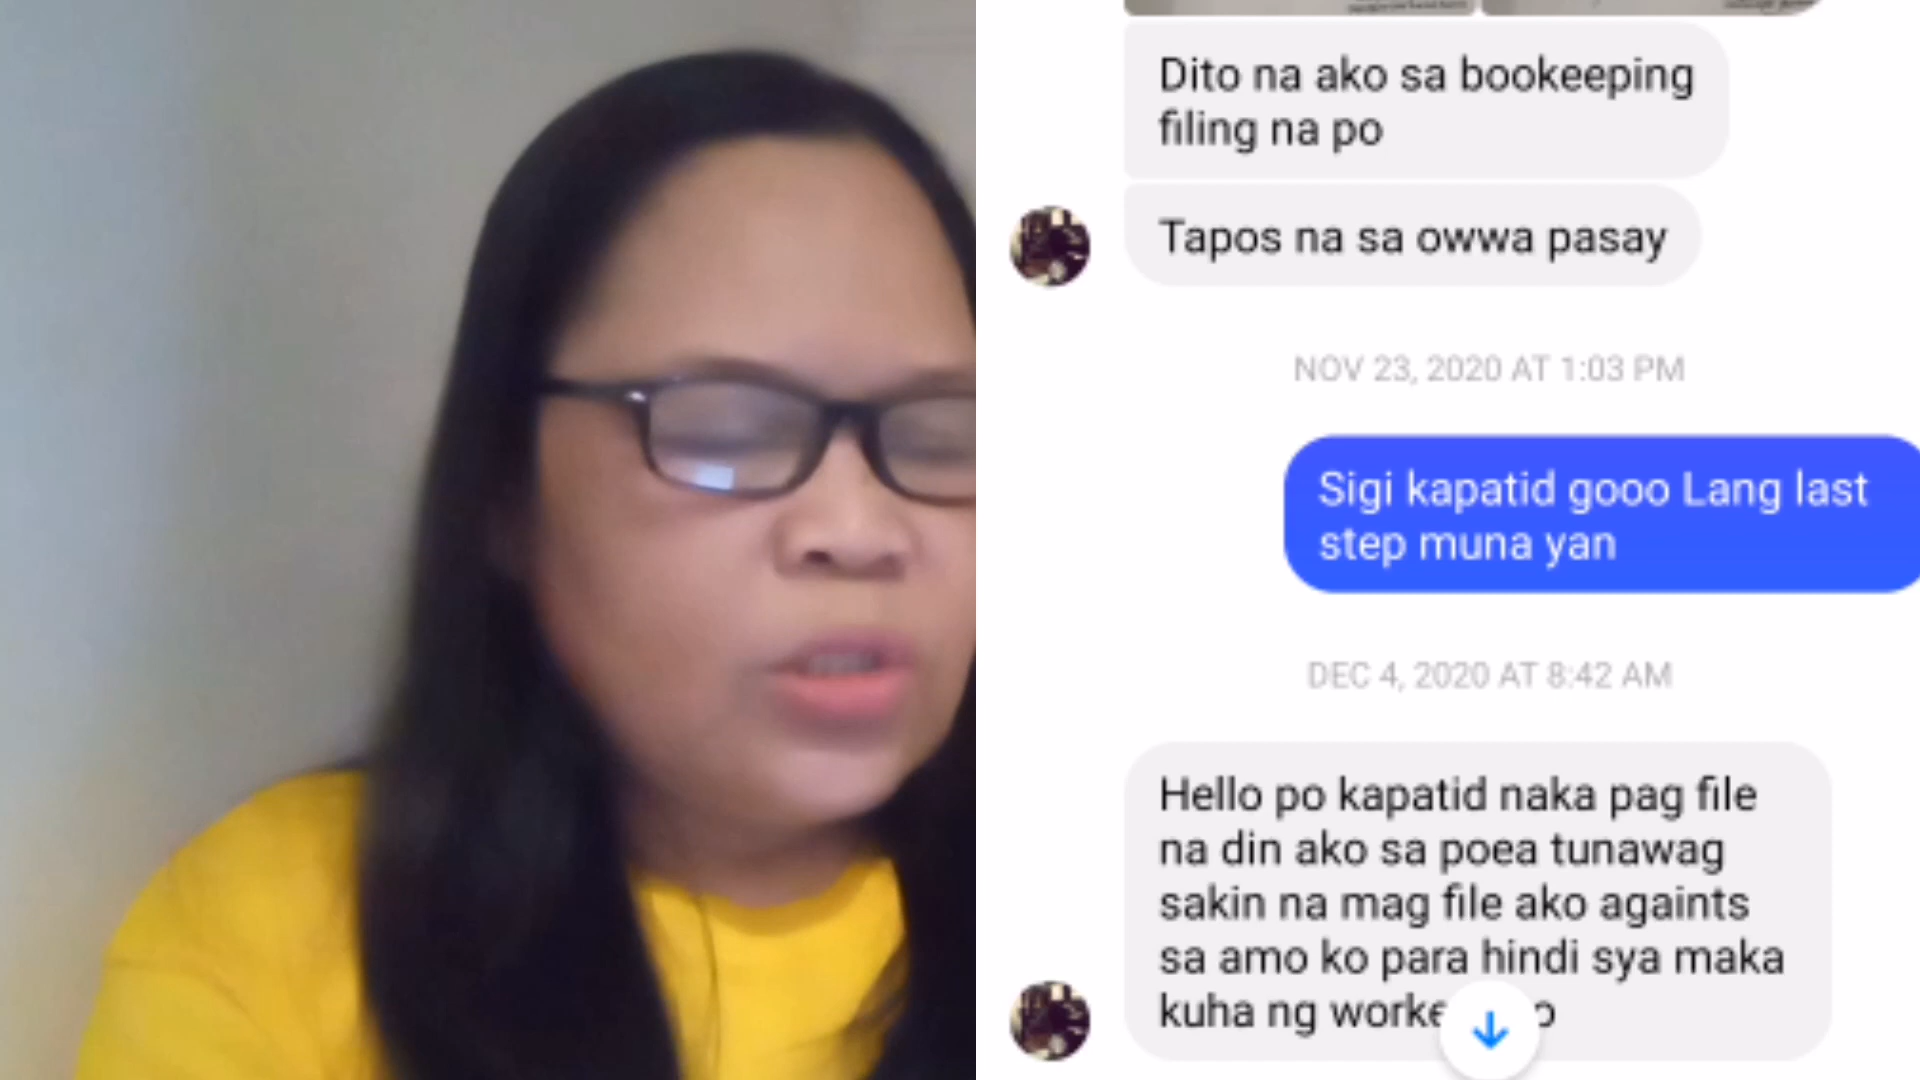 Dito na ako sa bookeeping
filing na po
Tapos na sa owwa pasay
NOV 23, 2020 AT 1:03 PM
Sigi kapatid gooo Lang last
step muna yan
DEC 4, 2020 AT 8:42 AM
Hello po kapatid naka pag file
na din ako sa poea tunawag
sakin na mag file ako againts
sa amo ko para hindi sya maka
kuha ng